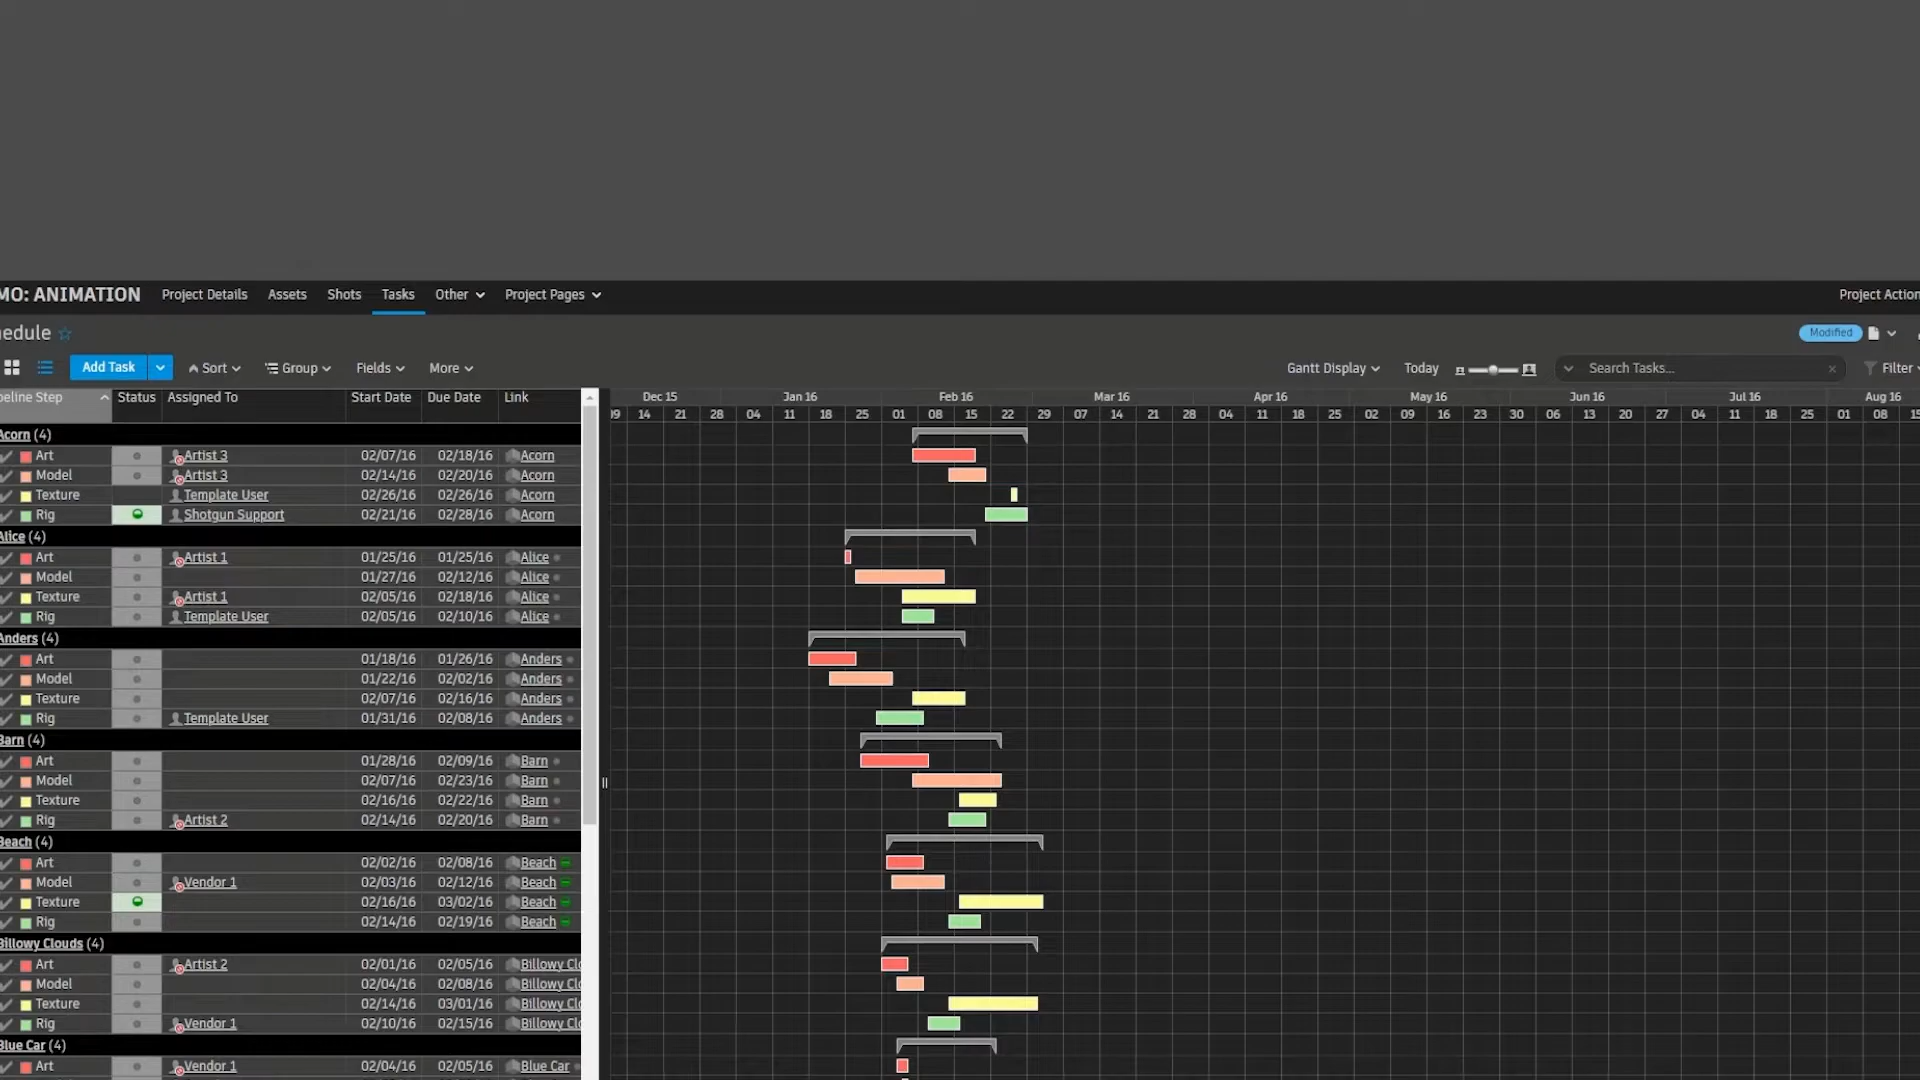 MO: ANIMATION Project Details Assets Shots Tasks Other Project Pages Project Action
edule Modified
Add Task Sort Group Fields More Gantt Display Today Search Tasks... Filter
eline Step Status Assigned To Start Date Due Date Link
Dec 15 Jan 16 Feb 16 Mar 16 Apr 16 May 16 Jun 16 Jul 16 Aug 16
09 14 21 28 04 11 18 25 01 08 15 22 29 07 14 21 28 04 11 18 25 02 09 16 23 30 06 13 20 27 04 11 18 25 01 08 15
Acorn (4)
Art Artist 3 02/07/16 02/18/16 Acorn
Model Artist 3 02/14/16 02/20/16 Acorn
Texture Template User 02/26/16 02/26/16 Acorn
Rig Shotgun Support 02/21/16 02/28/16 Acorn
Alice (4)
Art Artist 1 01/25/16 01/25/16 Alice
Model 01/27/16 02/12/16 Alice
Texture Artist 1 02/05/16 02/18/16 Alice
Rig Template User 02/05/16 02/10/16 Alice
Anders (4)
Art 01/18/16 01/26/16 Anders
Model 01/22/16 02/02/16 Anders
Texture 02/07/16 02/16/16 Anders
Rig Template User 01/31/16 02/08/16 Anders
Barn (4)
Art 01/28/16 02/09/16 Barn
Model 02/07/16 02/23/16 Barn
Texture 02/16/16 02/22/16 Barn
Rig Artist 2 02/14/16 02/20/16 Barn
Beach (4)
Art 02/02/16 02/08/16 Beach
Model Vendor 1 02/03/16 02/12/16 Beach
Texture 02/16/16 03/02/16 Beach
Rig 02/14/16 02/19/16 Beach
Billowy Clouds (4)
Art Artist 2 02/01/16 02/05/16 Billowy Clo
Model 02/04/16 02/08/16 Billowy Clo
Texture 02/14/16 03/01/16 Billowy Clo
Rig Vendor 1 02/10/16 02/15/16 Billowy Clo
Blue Car (4)
Art Vendor 1 02/04/16 02/05/16 Blue Car